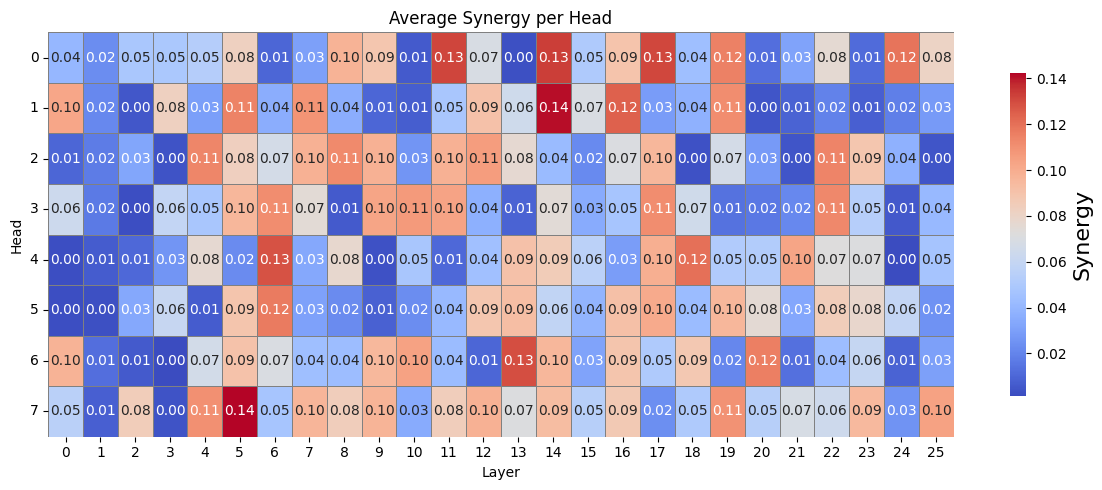 Average Synergy per Head
0 0.04 0.02 0.05 0.05 0.05 0.08 0.01 0.03 0.10 0.09 0.01 0.13 0.07 0.00 0.13 0.05 0.09 0.13 0.04 0.12 0.01 0.03 0.08 0.01 0.12 0.08
1 0.10 0.02 0.00 0.08 0.03 0.11 0.04 0.11 0.04 0.01 0.01 0.05 0.09 0.06 0.14 0.07 0.12 0.03 0.04 0.11 0.00 0.01 0.02 0.01 0.02 0.03
2 0.01 0.02 0.03 0.00 0.11 0.08 0.07 0.10 0.11 0.10 0.03 0.10 0.11 0.08 0.04 0.02 0.07 0.10 0.00 0.07 0.03 0.00 0.11 0.09 0.04 0.00
3 0.06 0.02 0.00 0.06 0.05 0.10 0.11 0.07 0.01 0.10 0.11 0.10 0.04 0.01 0.07 0.03 0.05 0.11 0.07 0.01 0.02 0.02 0.11 0.05 0.01 0.04
4 0.00 0.01 0.01 0.03 0.08 0.02 0.13 0.03 0.08 0.00 0.05 0.01 0.04 0.09 0.09 0.06 0.03 0.10 0.12 0.05 0.05 0.10 0.07 0.07 0.00 0.05
5 0.00 0.00 0.03 0.06 0.01 0.09 0.12 0.03 0.02 0.01 0.02 0.04 0.09 0.09 0.06 0.04 0.09 0.10 0.04 0.10 0.08 0.03 0.08 0.08 0.06 0.02
6 0.10 0.01 0.01 0.00 0.07 0.09 0.07 0.04 0.04 0.10 0.10 0.04 0.01 0.13 0.10 0.03 0.09 0.05 0.09 0.02 0.12 0.01 0.04 0.06 0.01 0.03
7 0.05 0.01 0.08 0.00 0.11 0.14 0.05 0.10 0.08 0.10 0.03 0.08 0.10 0.07 0.09 0.05 0.09 0.02 0.05 0.11 0.05 0.07 0.06 0.09 0.03 0.10
0 1 2 3 4 5 6 7 8 9 10 11 12 13 14 15 16 17 18 19 20 21 22 23 24 25
Layer
Head
0.14
0.12
0.10
0.08
0.06
0.04
0.02
Synergy